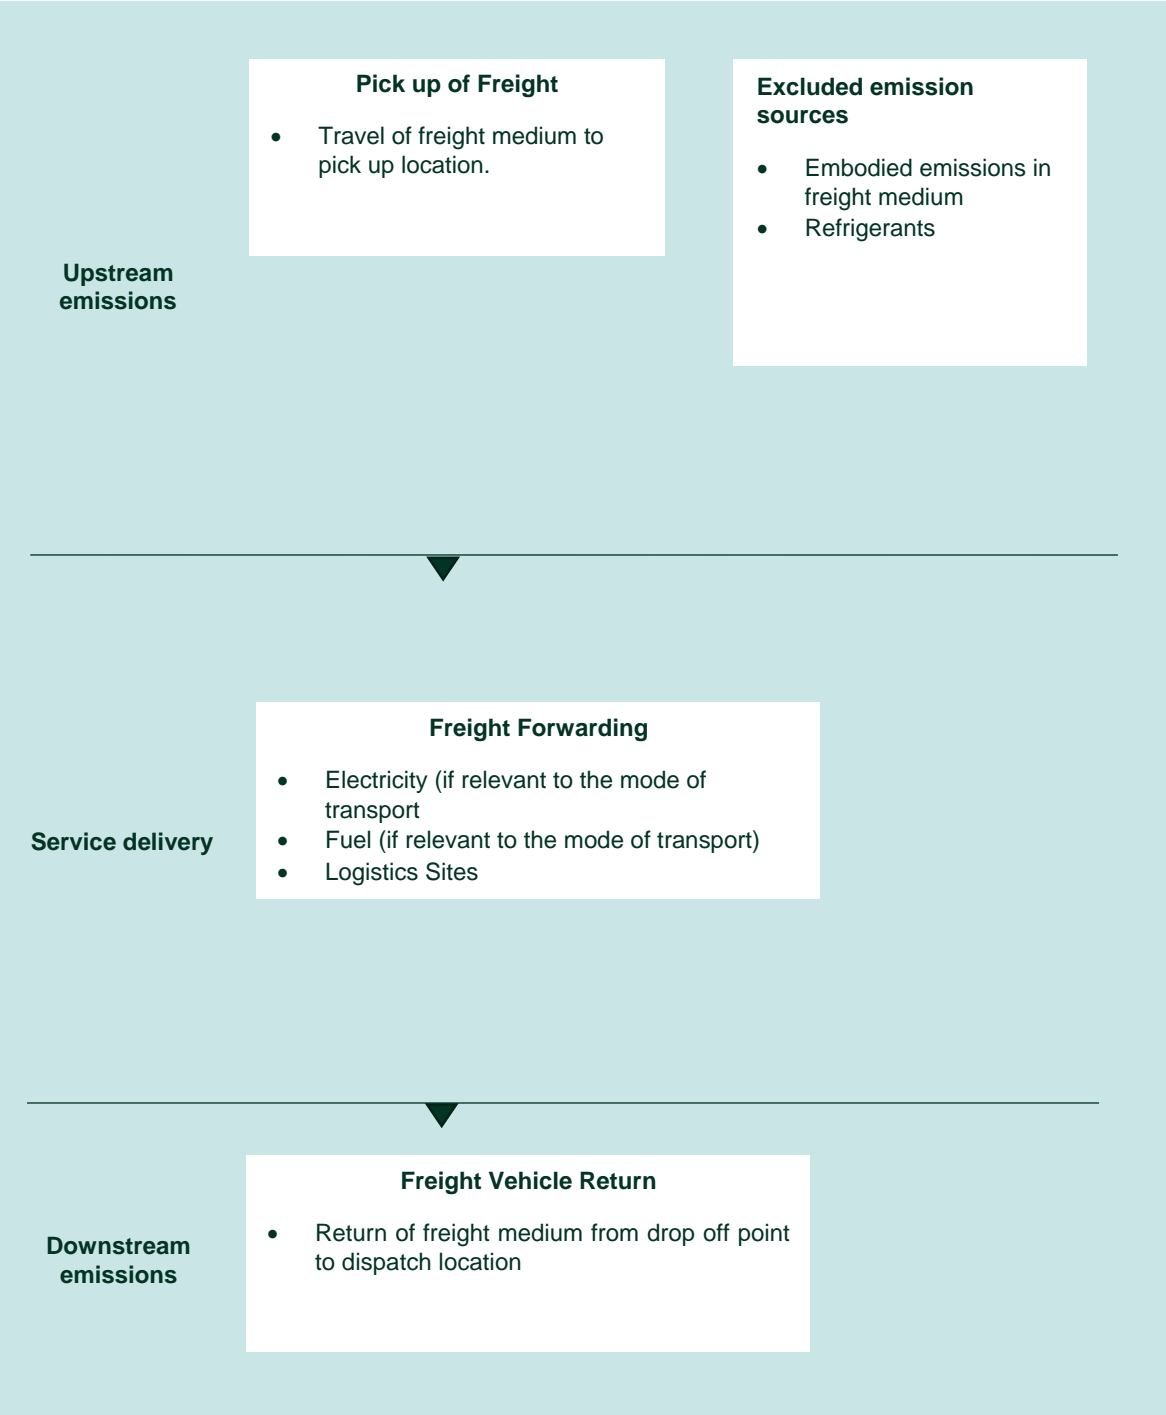 Pick up of Freight
• Travel of freight medium to
pick up location.
Excluded emission
sources
• Embodied emissions in
freight medium
• Refrigerants
Upstream
emissions
Freight Forwarding
• Electricity (if relevant to the mode of
transport
• Fuel (if relevant to the mode of transport)
• Logistics Sites
Service delivery
Freight Vehicle Return
• Return of freight medium from drop off point
to dispatch location
Downstream
emissions